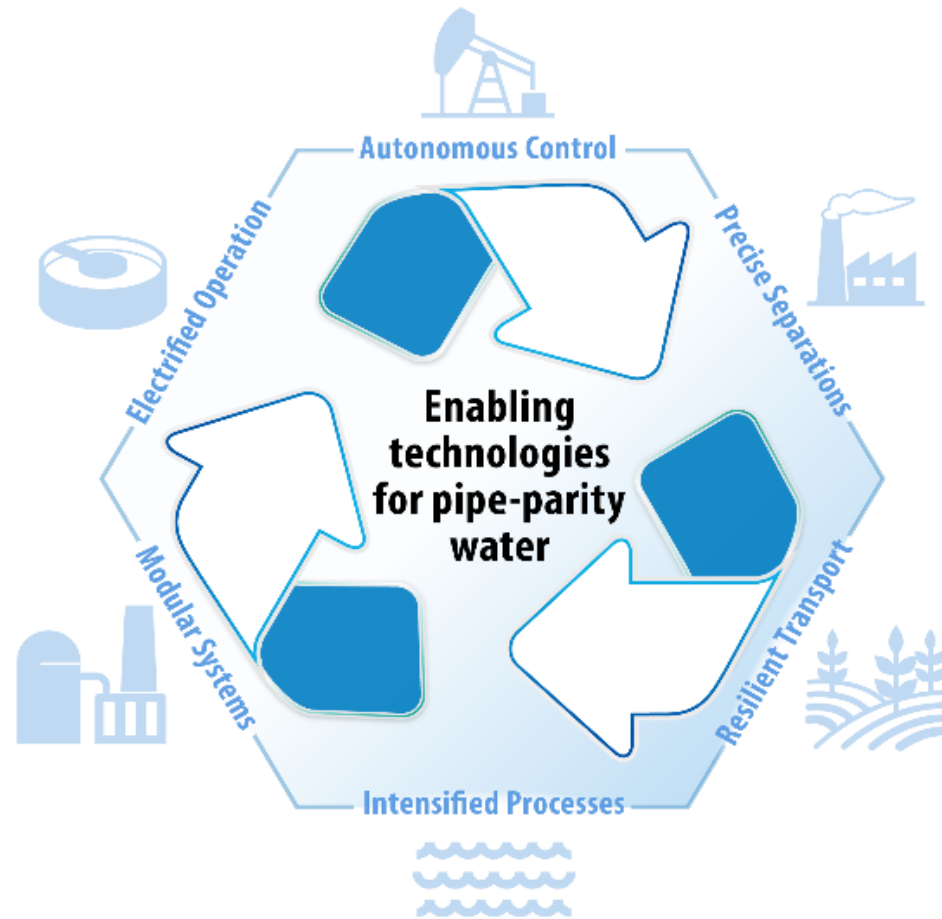 Autonomous Control
Precise Separations
Electrified Operation
Enabling
technologies
for pipe-parity
water
Modular Systems
Resilient Transport
Intensified Processes